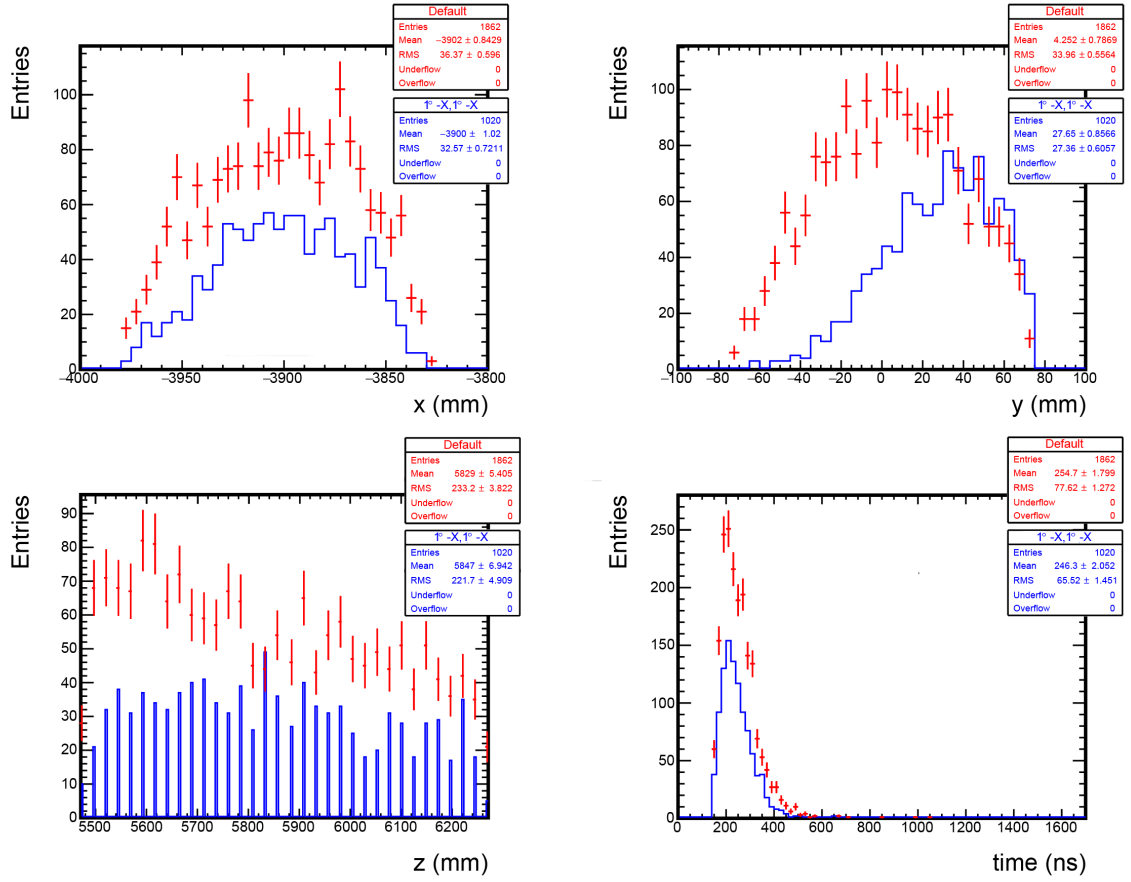 Default
Entries 1862
Mean −3902 ± 0.8429
RMS 36.37 ± 0.596
Underflow 0
Overflow 0
1° -X,1° -X
Entries 1020
Mean −3900 ± 1.02
RMS 32.57 ± 0.7211
Underflow 0
Overflow 0
Entries
100
80
60
40
20
0
−4000 −3950 −3900 −3850 −3800
x (mm)
Default
Entries 1862
Mean 4.252 ± 0.7869
RMS 33.96 ± 0.5564
Underflow 0
Overflow 0
1° -X,1° -X
Entries 1020
Mean 27.65 ± 0.8566
RMS 27.36 ± 0.6057
Underflow 0
Overflow 0
Entries
100
80
60
40
20
0
−100 −80 −60 −40 −20 0 20 40 60 80 100
y (mm)
Default
Entries 1862
Mean 5829 ± 5.405
RMS 233.2 ± 3.822
Underflow 0
Overflow 0
1° -X,1° -X
Entries 1020
Mean 5847 ± 6.942
RMS 221.7 ± 4.909
Underflow 0
Overflow 0
Entries
90
80
70
60
50
40
30
20
10
0
5500 5600 5700 5800 5900 6000 6100 6200
z (mm)
Default
Entries 1862
Mean 254.7 ± 1.799
RMS 77.62 ± 1.272
Underflow 0
Overflow 0
1° -X,1° -X
Entries 1020
Mean 246.3 ± 2.052
RMS 65.52 ± 1.451
Underflow 0
Overflow 0
Entries
250
200
150
100
50
0
0 200 400 600 800 1000 1200 1400 1600
time (ns)